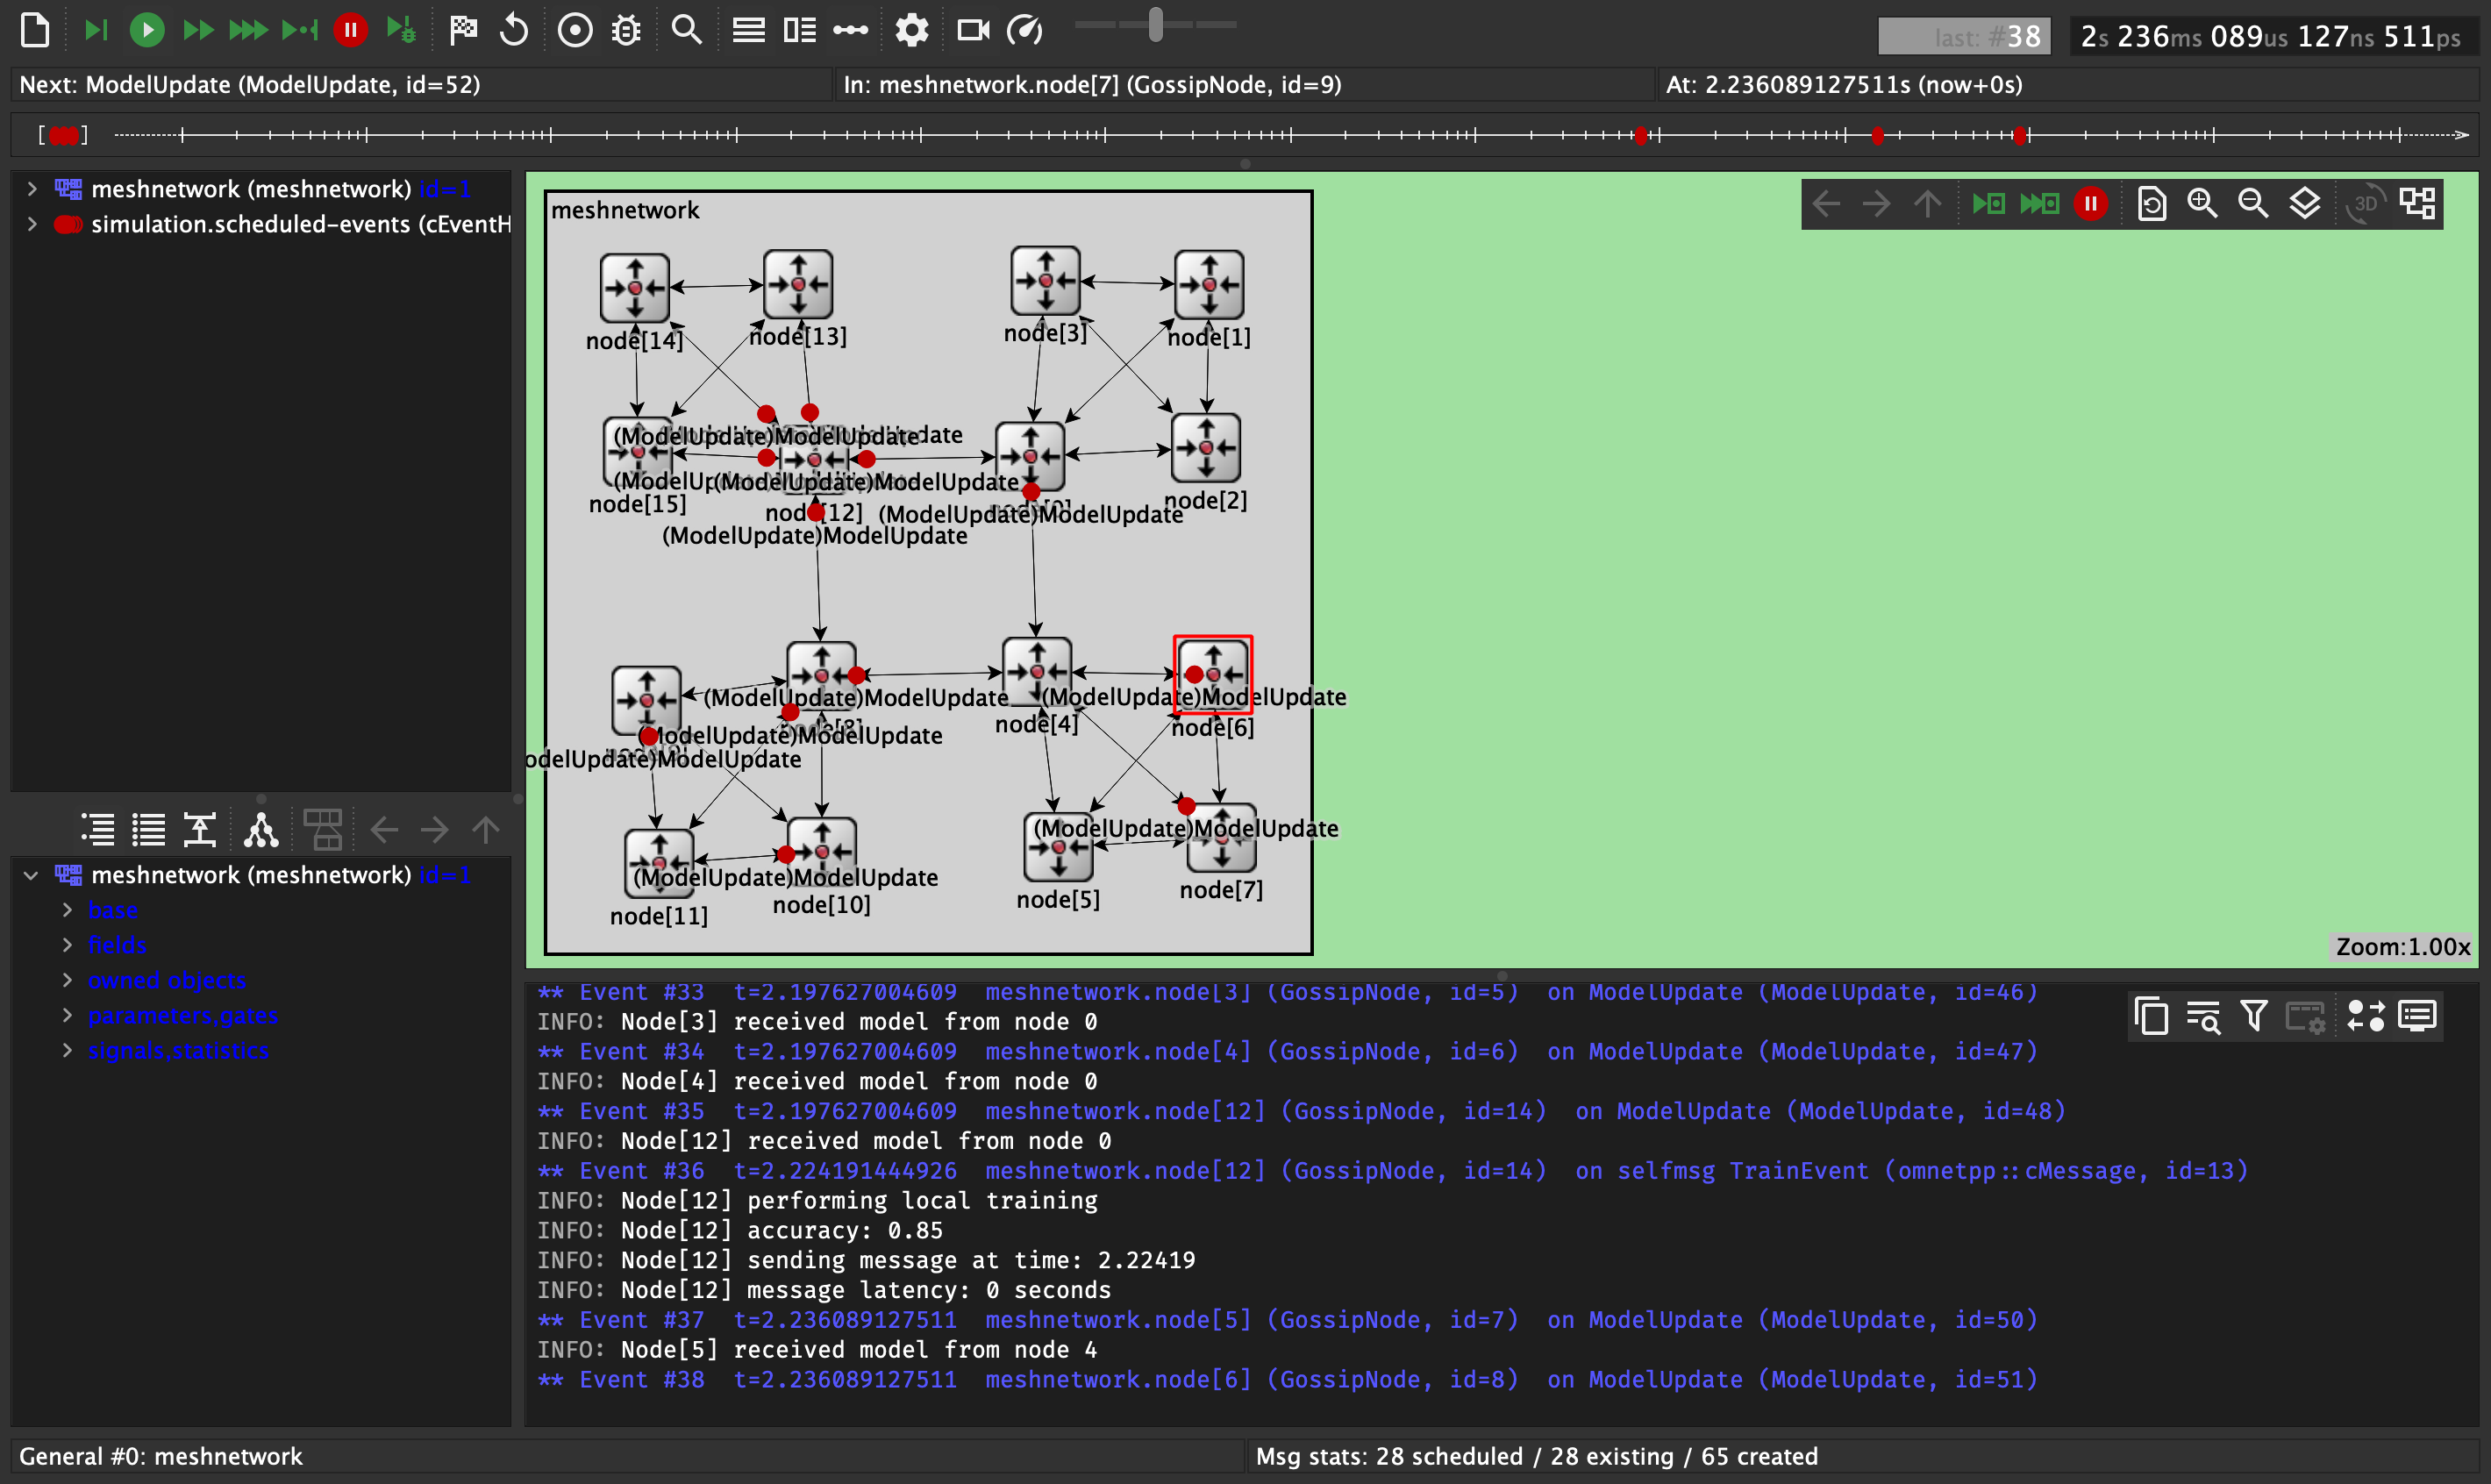 last: #38
2s 236ms 089us 127ns 511ps
Next: ModelUpdate (ModelUpdate, id=52)
In: meshnetwork.node[7] (GossipNode, id=9)
At: 2.236089127511s (now+0s)
meshnetwork (meshnetwork) id=1
simulation.scheduled-events (cEventH
meshnetwork
3D
node[14]
node[13]
node[3]
node[1]
(ModelUpdate)ModelUpdate
(ModelUpdate)ModelUpdate
node[15]
node[12]
node[2]
(ModelUpdate)ModelUpdate
(ModelUpdate)ModelUpdate
(ModelUpdate)ModelUpdate
(ModelUpdate)ModelUpdate
node[4]
node[6]
(ModelUpdate)ModelUpdate
odelUpdate)ModelUpdate
(ModelUpdate)ModelUpdate
(ModelUpdate)ModelUpdate
node[11]
node[10]
node[5]
node[7]
Zoom:1.00x
meshnetwork (meshnetwork) id=1
base
fields
owned objects
parameters,gates
signals,statistics
** Event #33 t=2.197627004609 meshnetwork.node[3] (GossipNode, id=5) on ModelUpdate (ModelUpdate, id=46)
INFO: Node[3] received model from node 0
** Event #34 t=2.197627004609 meshnetwork.node[4] (GossipNode, id=6) on ModelUpdate (ModelUpdate, id=47)
INFO: Node[4] received model from node 0
** Event #35 t=2.197627004609 meshnetwork.node[12] (GossipNode, id=14) on ModelUpdate (ModelUpdate, id=48)
INFO: Node[12] received model from node 0
** Event #36 t=2.224191444926 meshnetwork.node[12] (GossipNode, id=14) on selfmsg TrainEvent (omnetpp::cMessage, id=13)
INFO: Node[12] performing local training
INFO: Node[12] accuracy: 0.85
INFO: Node[12] sending message at time: 2.22419
INFO: Node[12] message latency: 0 seconds
** Event #37 t=2.236089127511 meshnetwork.node[5] (GossipNode, id=7) on ModelUpdate (ModelUpdate, id=50)
INFO: Node[5] received model from node 4
** Event #38 t=2.236089127511 meshnetwork.node[6] (GossipNode, id=8) on ModelUpdate (ModelUpdate, id=51)
General #0: meshnetwork
Msg stats: 28 scheduled / 28 existing / 65 created